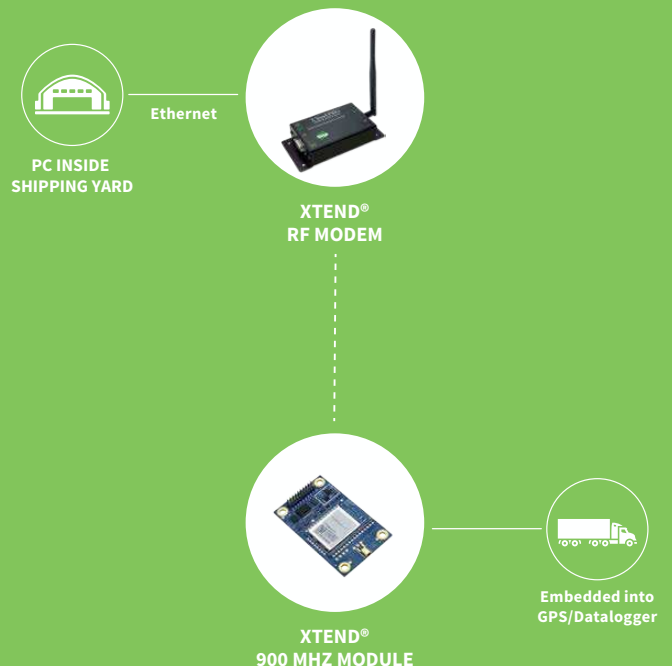 Ethernet
PC INSIDE
SHIPPING YARD
XTEND®
RF MODEM
Embedded into
GPS/Datalogger
XTEND®
900 MHZ MODULE